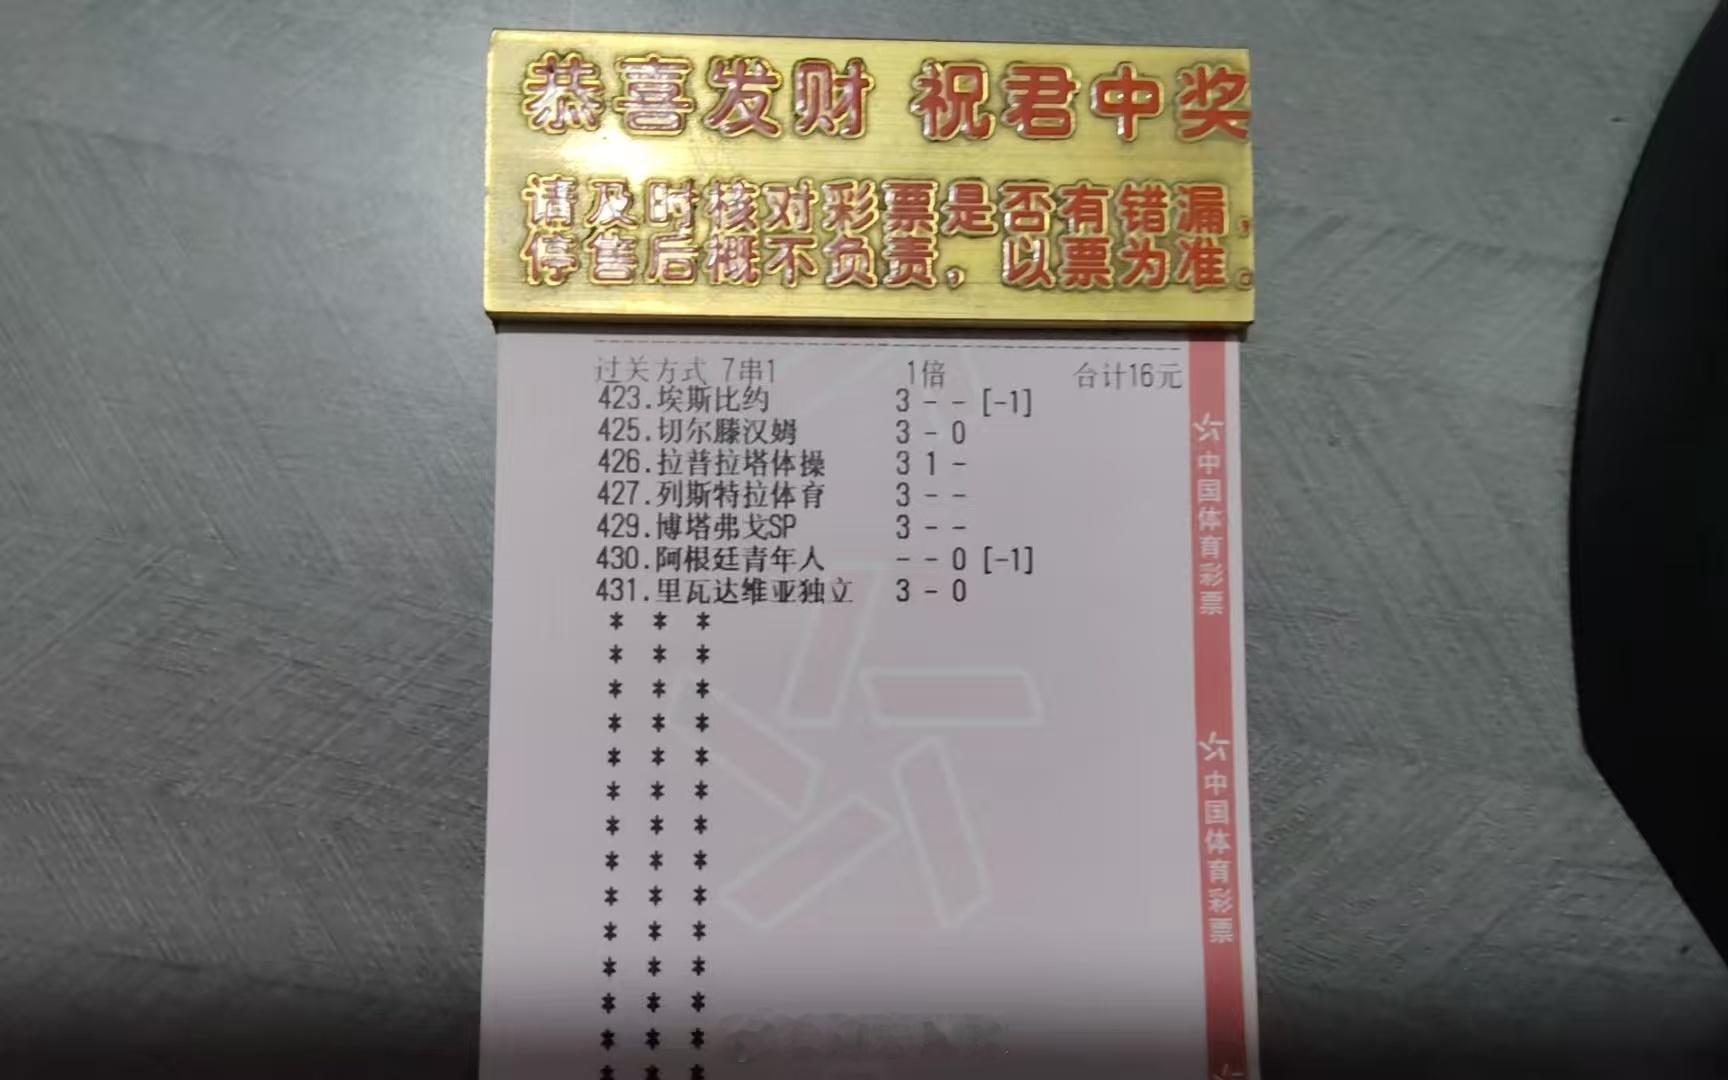 恭喜发财 祝君中奖
请及时核对彩票是否有错漏,
停售后概不负责,以票为准。
过关方式 7串1 1倍 合计16元
423.埃斯比约 3 - - [-1]
425.切尔滕汉姆 3 - 0
426.拉普拉塔体操 3 1 -
427.列斯特拉体育 3 - -
429.博塔弗戈SP 3 - -
430.阿根廷青年人 - - 0 [-1]
431.里瓦达维亚独立 3 - 0
* * *
* * *
* * *
* * *
* * *
* * *
* * *
* * *
* * *
* * *
* * *
* * *
* * *
* * *
中国体育彩票
中国体育彩票